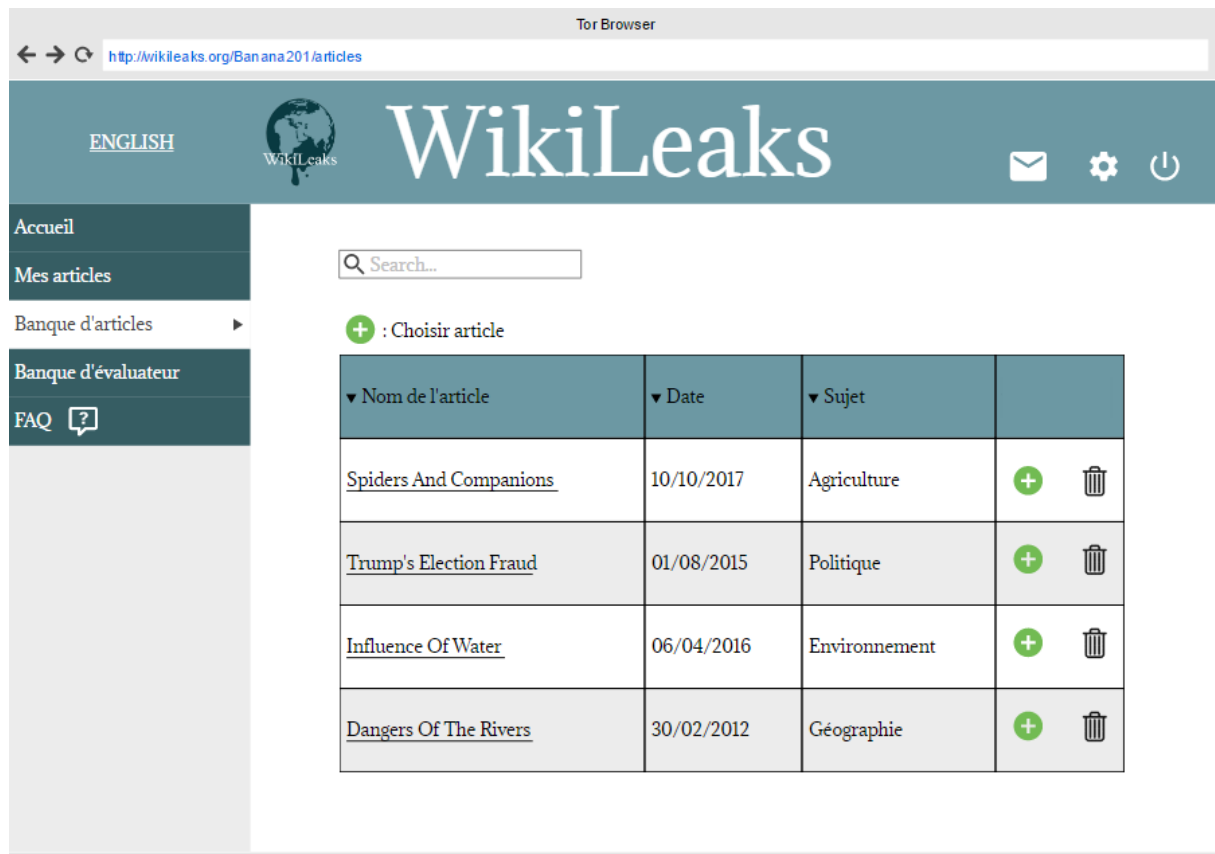 Tor Browser
http://wikileaks.org/Banana201/articles
ENGLISH
WikiLeaks
WikiLeaks
Accueil
Mes articles
Banque d'articles
Banque d'évaluateur
FAQ ?
Search...
: Choisir article
▼ Nom de l'article ▼ Date ▼ Sujet
Spiders And Companions 10/10/2017 Agriculture
Trump's Election Fraud 01/08/2015 Politique
Influence Of Water 06/04/2016 Environnement
Dangers Of The Rivers 30/02/2012 Géographie